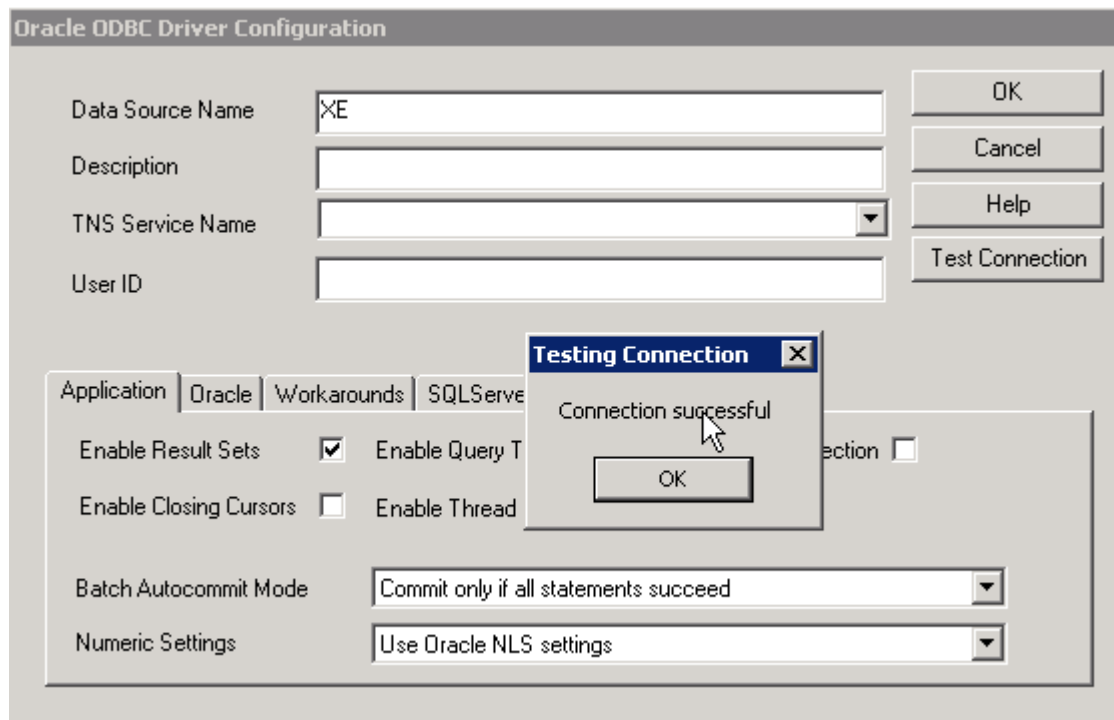 Oracle ODBC Driver Configuration
Data Source Name XE OK
Description Cancel
TNS Service Name Help
User ID Test Connection
Testing Connection
Application Oracle Workarounds
Connection successful
Enable Result Sets Enable Query
OK
Enable Closing Cursors Enable Thread
Batch Autocommit Mode Commit only if all statements succeed
Numeric Settings Use Oracle NLS settings